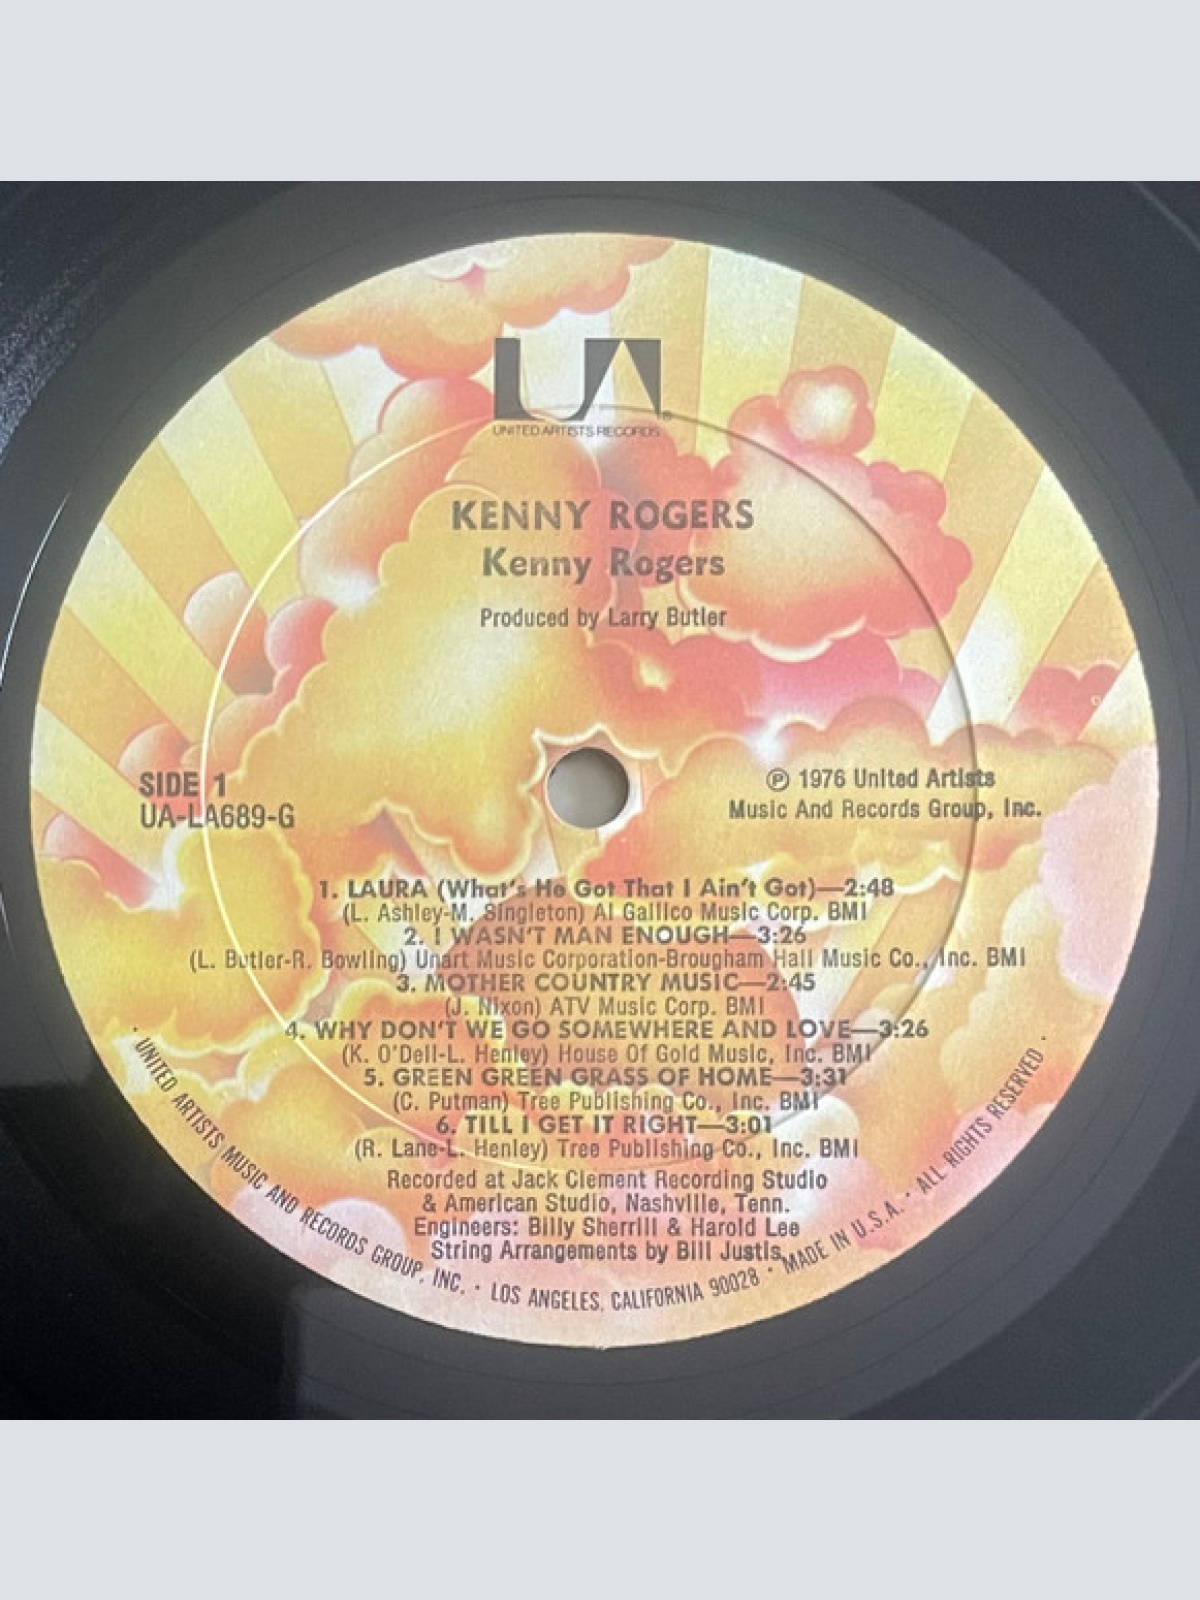 UA®
UNITED ARTISTS RECORDS
KENNY ROGERS
Kenny Rogers
Produced by Larry Butler
SIDE 1
UA-LA689-G
℗ 1976 United Artists
Music And Records Group, Inc.
1. LAURA (What's He Got That I Ain't Got)—2:48
(L. Ashley-M. Singleton) Al Gallico Music Corp. BMI
2. I WASN'T MAN ENOUGH—3:26
(L. Butler-R. Bowling) Unart Music Corporation-Brougham Hall Music Co., Inc. BMI
3. MOTHER COUNTRY MUSIC—2:45
(J. Nixon) ATV Music Corp. BMI
4. WHY DON'T WE GO SOMEWHERE AND LOVE—3:26
(K. O'Dell-L. Henley) House Of Gold Music, Inc. BMI
5. GREEN GREEN GRASS OF HOME—3:31
(C. Putman) Tree Publishing Co., Inc. BMI
6. TILL I GET IT RIGHT—3:01
(R. Lane-L. Henley) Tree Publishing Co., Inc. BMI
Recorded at Jack Clement Recording Studio
& American Studio, Nashville, Tenn.
Engineers: Billy Sherrill & Harold Lee
String Arrangements by Bill Justis
· UNITED ARTISTS MUSIC AND RECORDS GROUP, INC. · LOS ANGELES, CALIFORNIA 90028 · MADE IN U.S.A. · ALL RIGHTS RESERVED ·